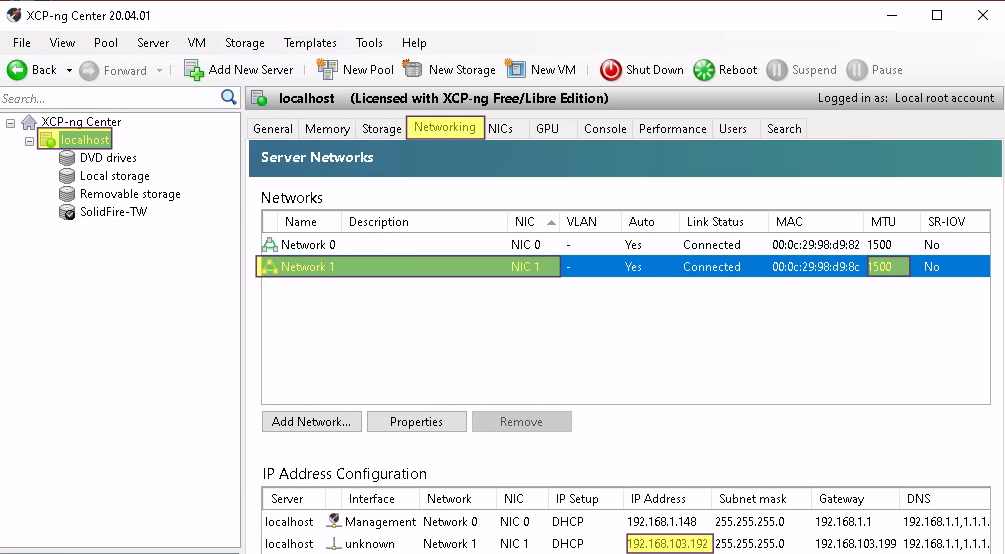 XCP-ng Center 20.04.01
File View Pool Server VM Storage Templates Tools Help
Back Forward Add New Server New Pool New Storage New VM Shut Down Reboot Suspend Pause
Search...
localhost (Licensed with XCP-ng Free/Libre Edition) Logged in as: Local root account
XCP-ng Center
localhost
DVD drives
Local storage
Removable storage
SolidFire-TW
General Memory Storage Networking NICs GPU Console Performance Users Search
Server Networks
Networks
Name Description NIC VLAN Auto Link Status MAC MTU SR-IOV
Network 0 NIC 0 - Yes Connected 00:0c:29:98:d9:82 1500 No
Network 1 NIC 1 - Yes Connected 00:0c:29:98:d9:8c 1500 No
Add Network... Properties Remove
IP Address Configuration
Server Interface Network NIC IP Setup IP Address Subnet mask Gateway DNS
localhost Management Network 0 NIC 0 DHCP 192.168.1.148 255.255.255.0 192.168.1.1 192.168.1.1,1.1.1.
localhost unknown Network 1 NIC 1 DHCP 192.168.103.192 255.255.255.0 192.168.103.199 192.168.1.1,1.1.1.